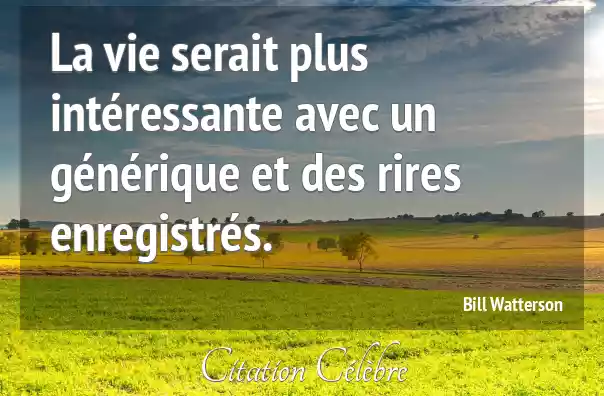 La vie serait plus
intéressante avec un
générique et des rires
enregistrés.
Bill Watterson
Citation Célèbre